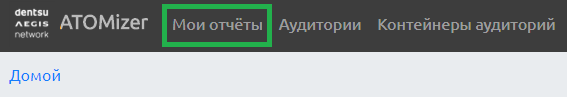 dentsu
AEGIS
network
ATOMizer Мои отчёты Аудитории Контейнеры аудиторий
Домой